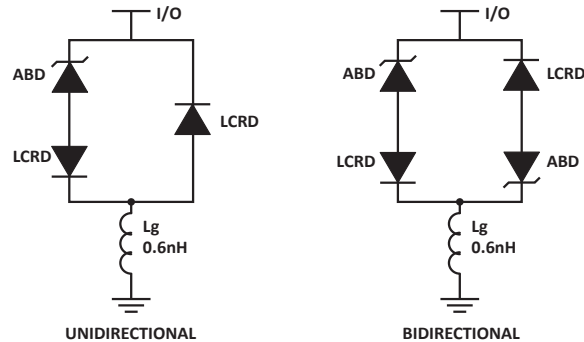 I/O
ABD
LCRD
LCRD
Lg
0.6nH
UNIDIRECTIONAL
I/O
ABD
LCRD
LCRD
ABD
Lg
0.6nH
BIDIRECTIONAL